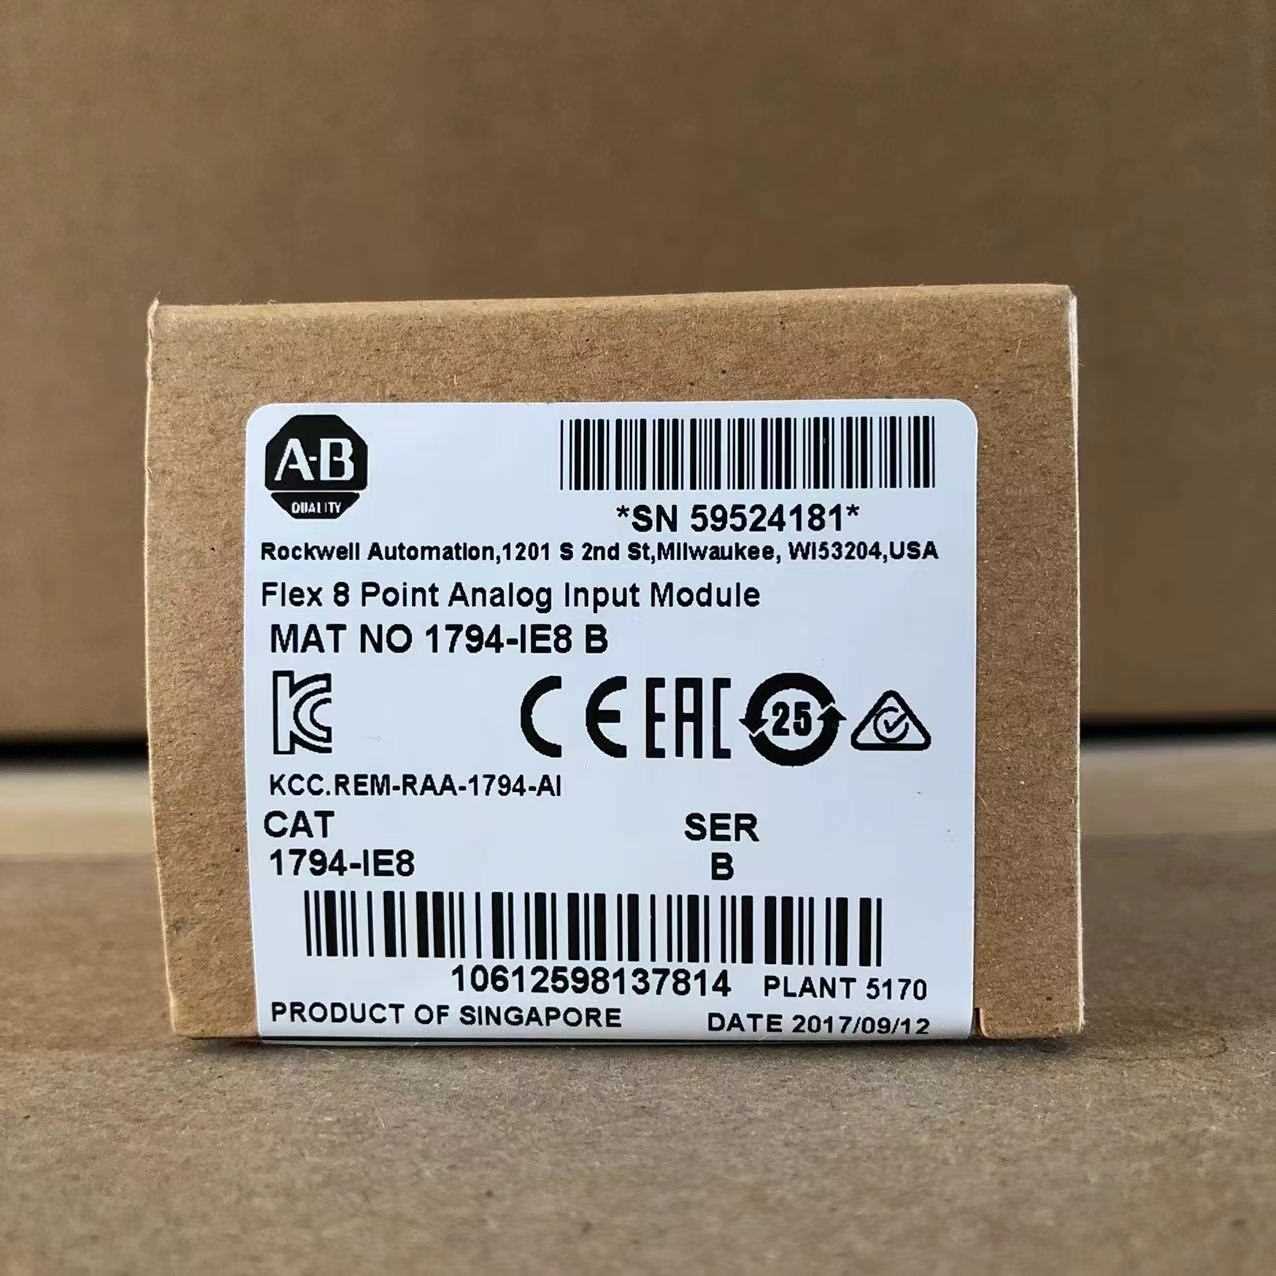 A-B
QUALITY
*SN 59524181*
Rockwell Automation,1201 S 2nd St,Milwaukee, WI53204,USA
Flex 8 Point Analog Input Module
MAT NO 1794-IE8 B
KC CE EAC 25
KCC.REM-RAA-1794-AI
CAT SER
1794-IE8 B
10612598137814 PLANT 5170
PRODUCT OF SINGAPORE DATE 2017/09/12